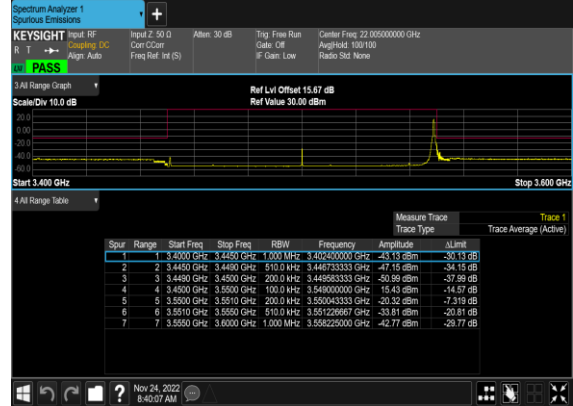 Spectrum Analyzer 1
Spurious Emissions
KEYSIGHT Input: RF Input Z: 50 Ω Atten: 30 dB Trig: Free Run Center Freq: 22.005000000 GHz
R T Coupling: DC Corr CCorr Gate: Off Avg|Hold: 100/100
Align: Auto Freq Ref: Int (S) IF Gain: Low Radio Std: None
PASS
3 All Range Graph
Ref Lvl Offset 15.67 dB
Scale/Div 10.0 dB Ref Value 30.00 dBm
20.0
0.00
-20.0
-40.0
-60.0
Start 3.400 GHz Stop 3.600 GHz
4 All Range Table
Measure Trace Trace 1
Trace Type Trace Average (Active)
Spur Range Start Freq Stop Freq RBW Frequency Amplitude ΔLimit
1 1 3.4000 GHz 3.4450 GHz 1.000 MHz 3.402400000 GHz -43.13 dBm -30.13 dB
2 2 3.4450 GHz 3.4490 GHz 510.0 kHz 3.446733333 GHz -47.15 dBm -34.15 dB
3 3 3.4490 GHz 3.4500 GHz 200.0 kHz 3.449583333 GHz -50.99 dBm -37.99 dB
4 4 3.4500 GHz 3.5500 GHz 100.0 kHz 3.549000000 GHz 15.43 dBm -14.57 dB
5 5 3.5500 GHz 3.5510 GHz 200.0 kHz 3.550043333 GHz -20.32 dBm -7.319 dB
6 6 3.5510 GHz 3.5550 GHz 510.0 kHz 3.551226667 GHz -33.81 dBm -20.81 dB
7 7 3.5550 GHz 3.6000 GHz 1.000 MHz 3.558225000 GHz -42.77 dBm -29.77 dB
Nov 24, 2022
8:40:07 AM